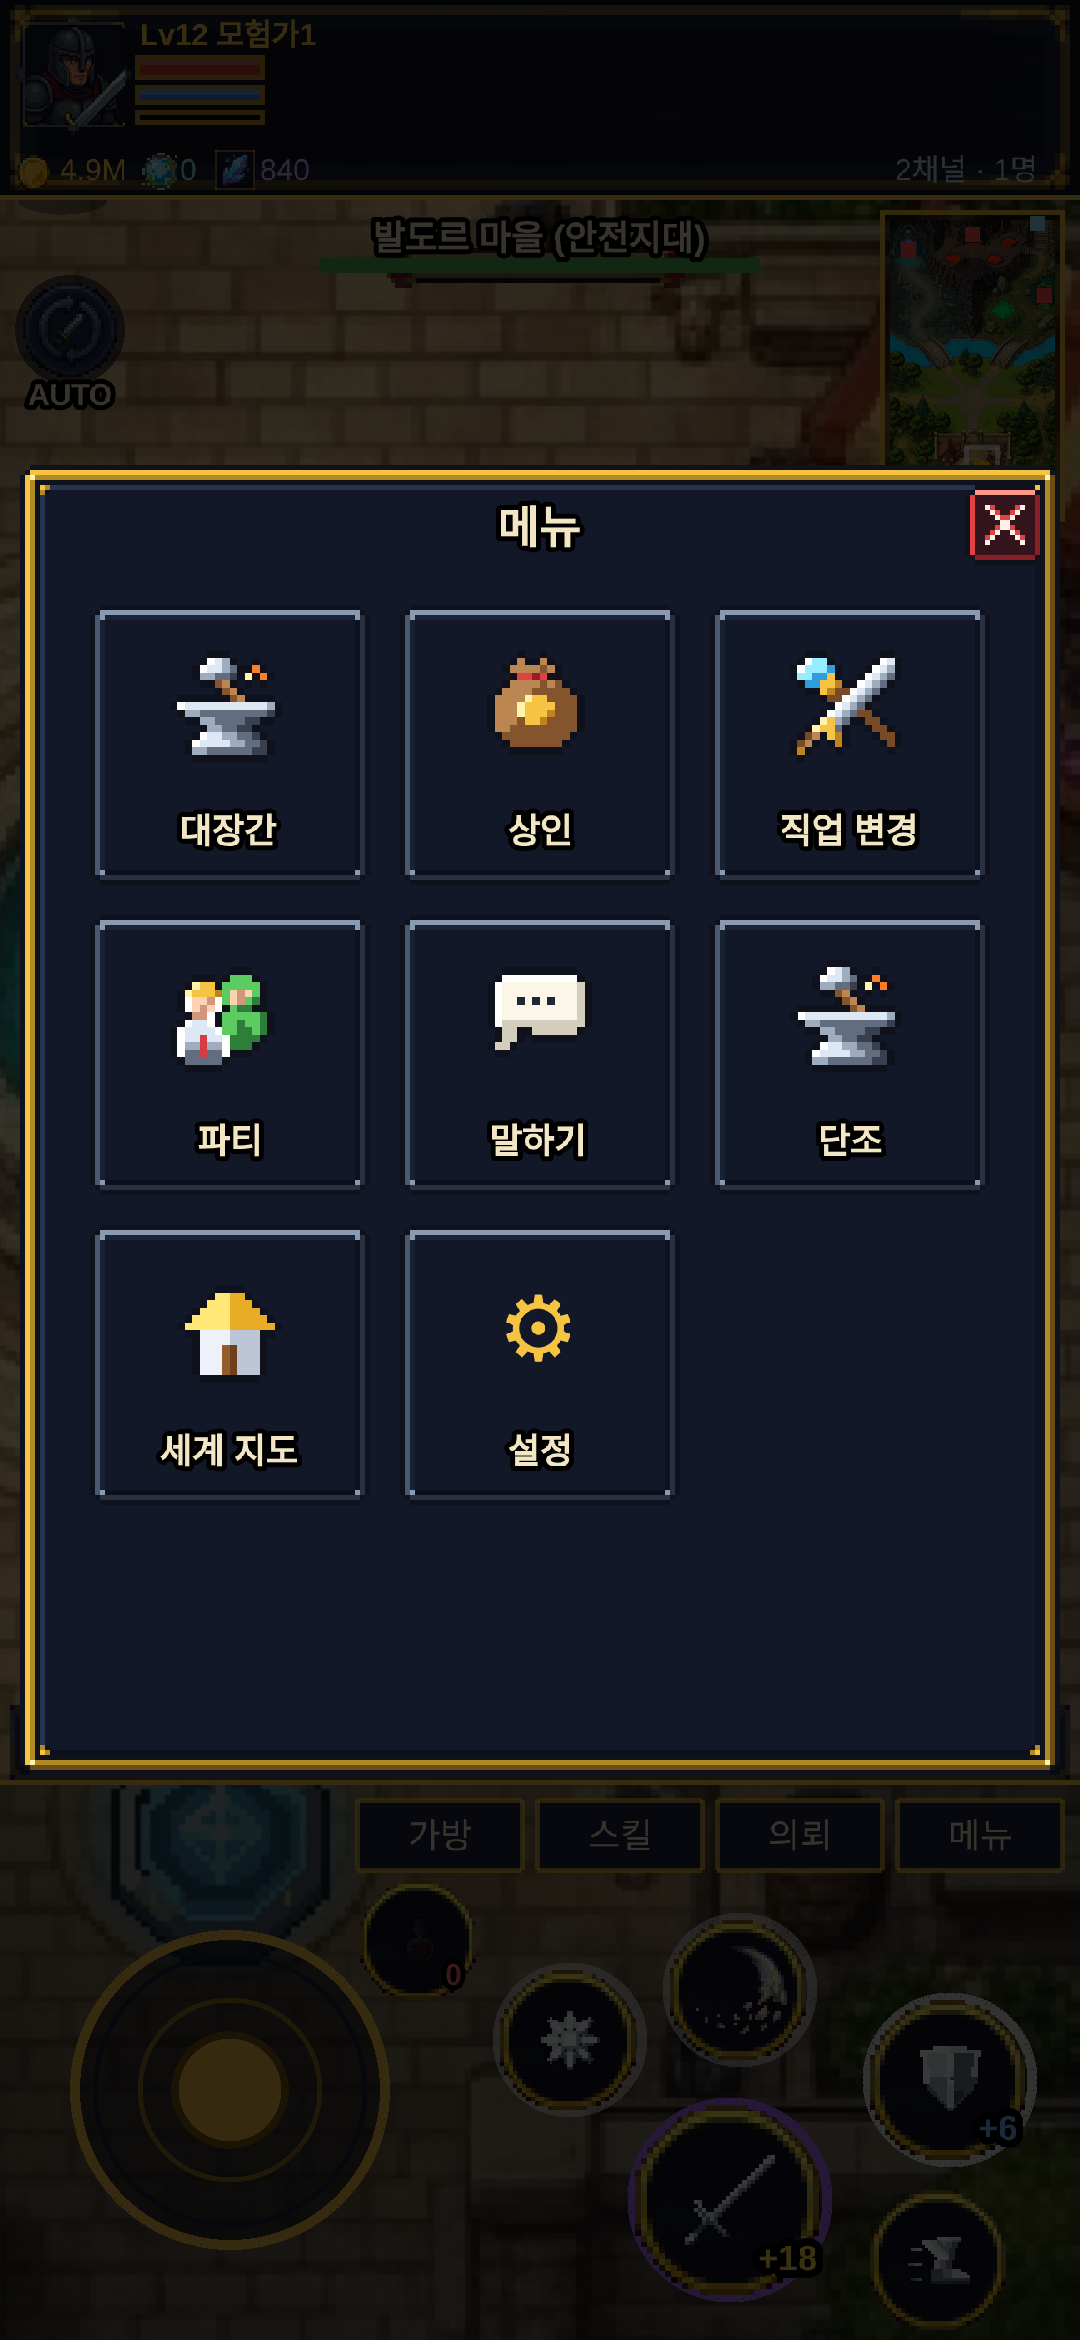 Lv12 모험가1
4.9M 0 840 2채널 · 1명
발도르 마을 (안전지대)
AUTO
메뉴
대장간 상인 직업 변경
파티 말하기 단조
세계 지도 설정
가방 스킬 의뢰 메뉴
0
+6
+18